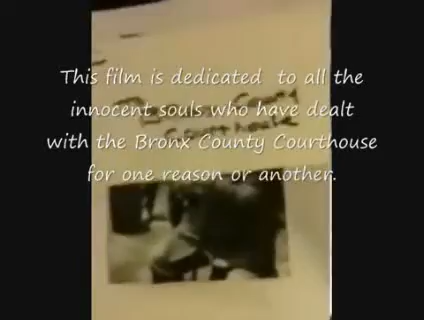 This film is dedicated to all the
innocent souls who have dealt
with the Bronx County Courthouse
for one reason or another.